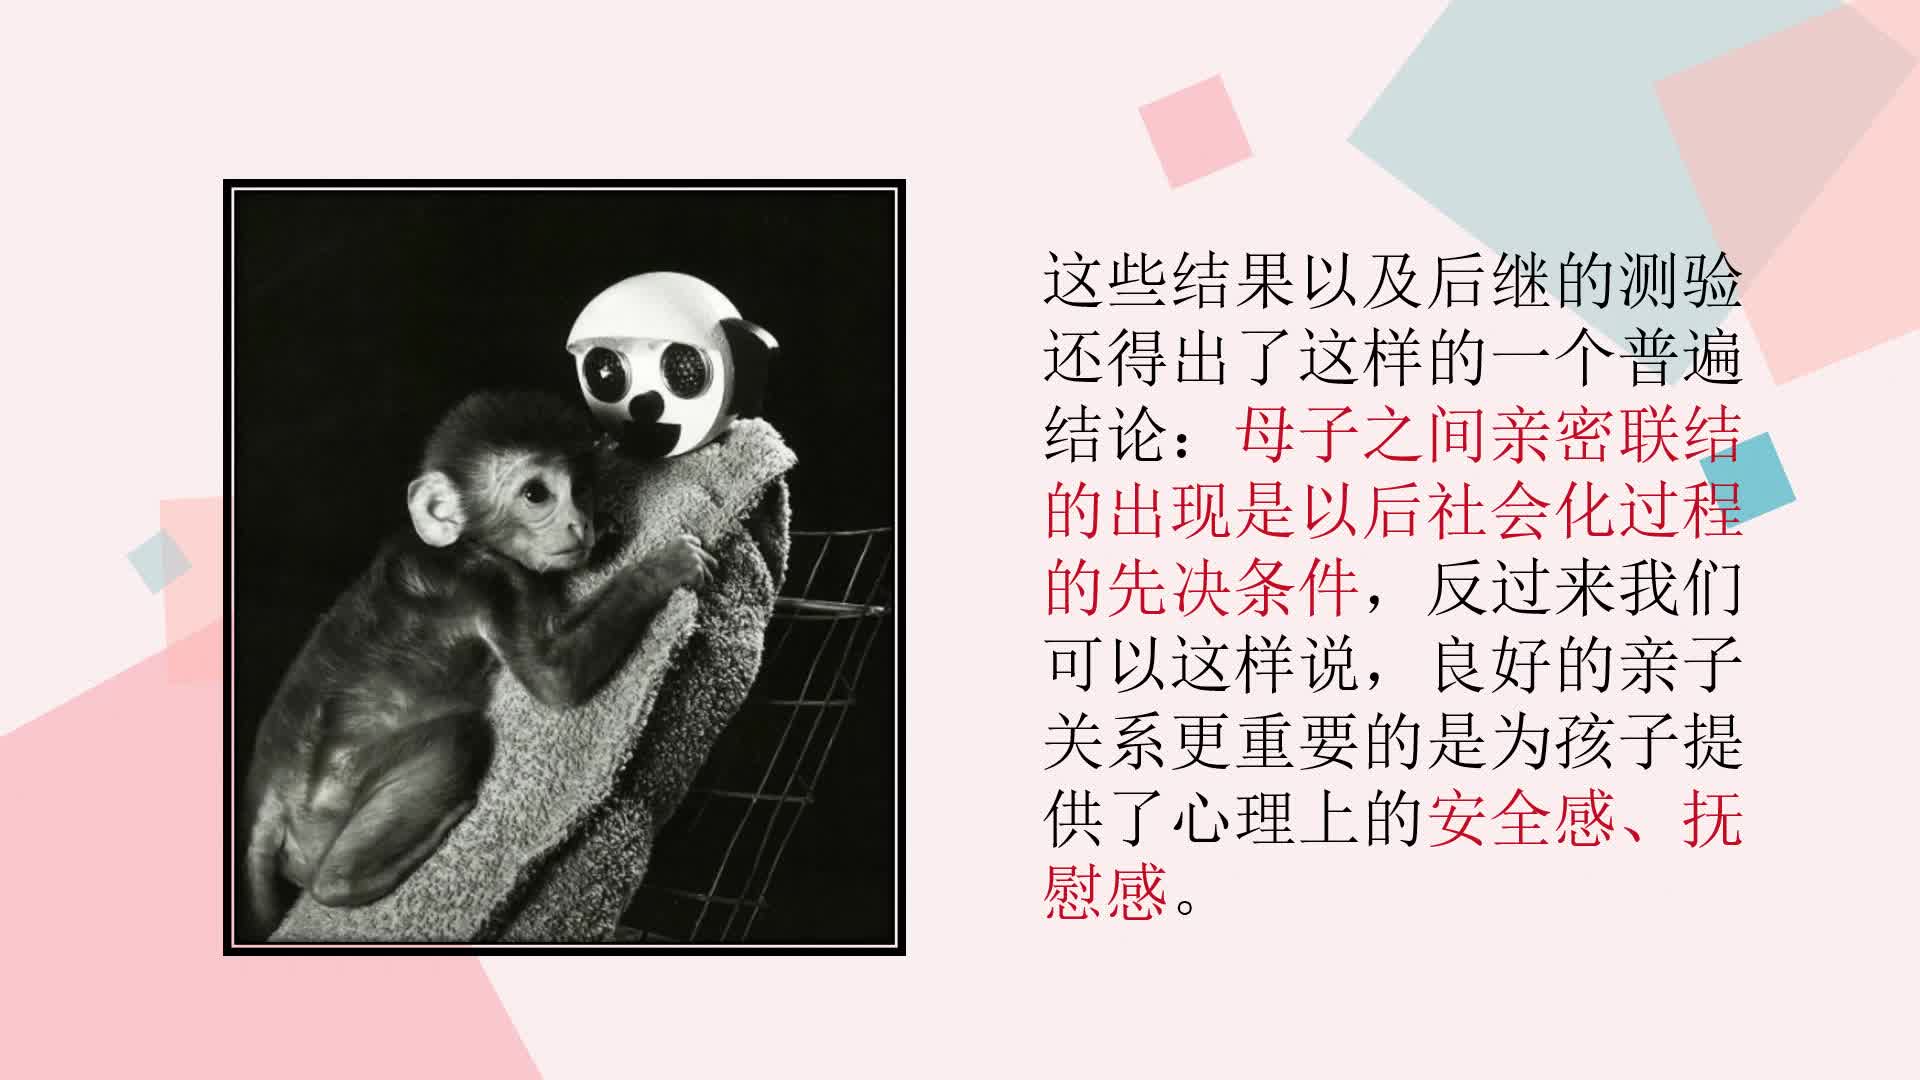 这些结果以及后继的测验
还得出了这样的一个普遍
结论：母子之间亲密联结
的出现是以后社会化过程
的先决条件，反过来我们
可以这样说，良好的亲子
关系更重要的是为孩子提
供了心理上的安全感、抚
慰感。